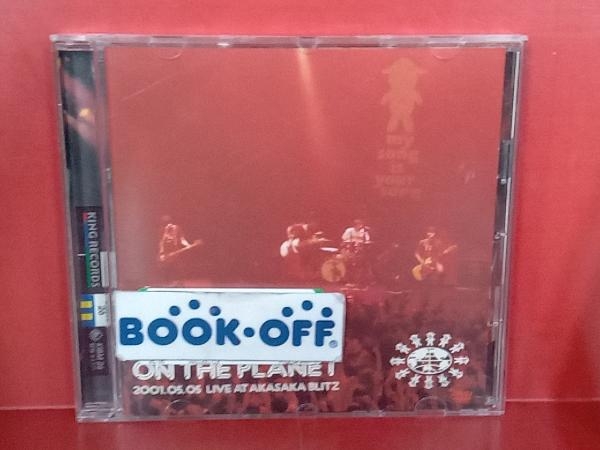 my
song
is
your
song
KING RECORDS
BOOK·OFF®
ON THE PLANET
2001.05.05 LIVE AT AKASAKA BLITZ